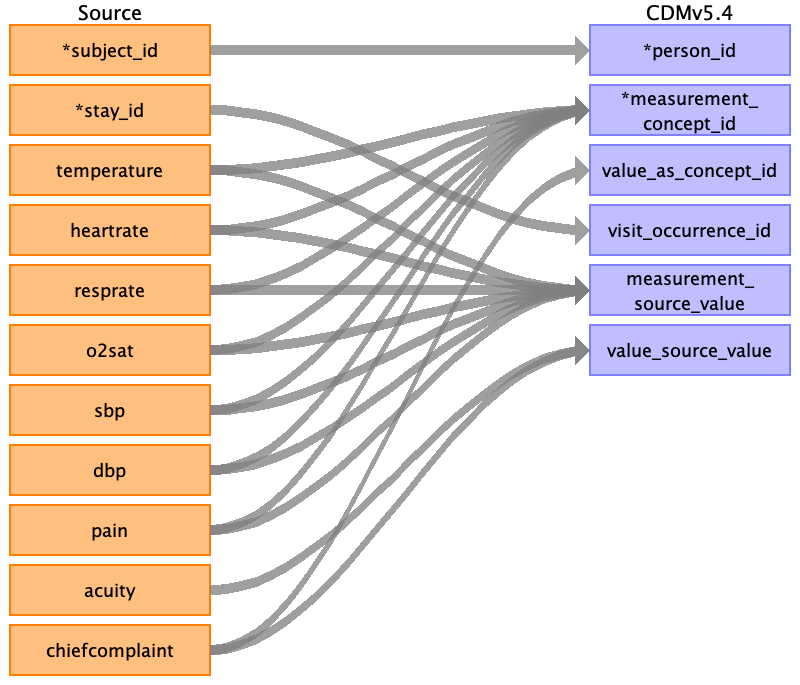 Source
CDMv5.4
*subject_id
*person_id
*stay_id
*measurement_
concept_id
temperature
value_as_concept_id
heartrate
visit_occurrence_id
resprate
measurement_
source_value
o2sat
value_source_value
sbp
dbp
pain
acuity
chiefcomplaint